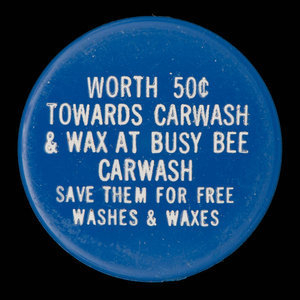 WORTH 50¢
TOWARDS CARWASH
& WAX AT BUSY BEE
CARWASH
SAVE THEM FOR FREE
WASHES & WAXES